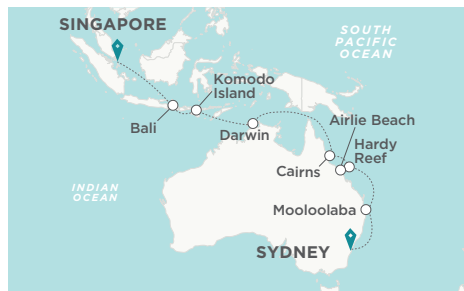 SINGAPORE
SOUTH
PACIFIC
OCEAN
Komodo
Island
Bali
Darwin
Airlie Beach
Hardy
Reef
Cairns
INDIAN
OCEAN
Mooloolaba
SYDNEY